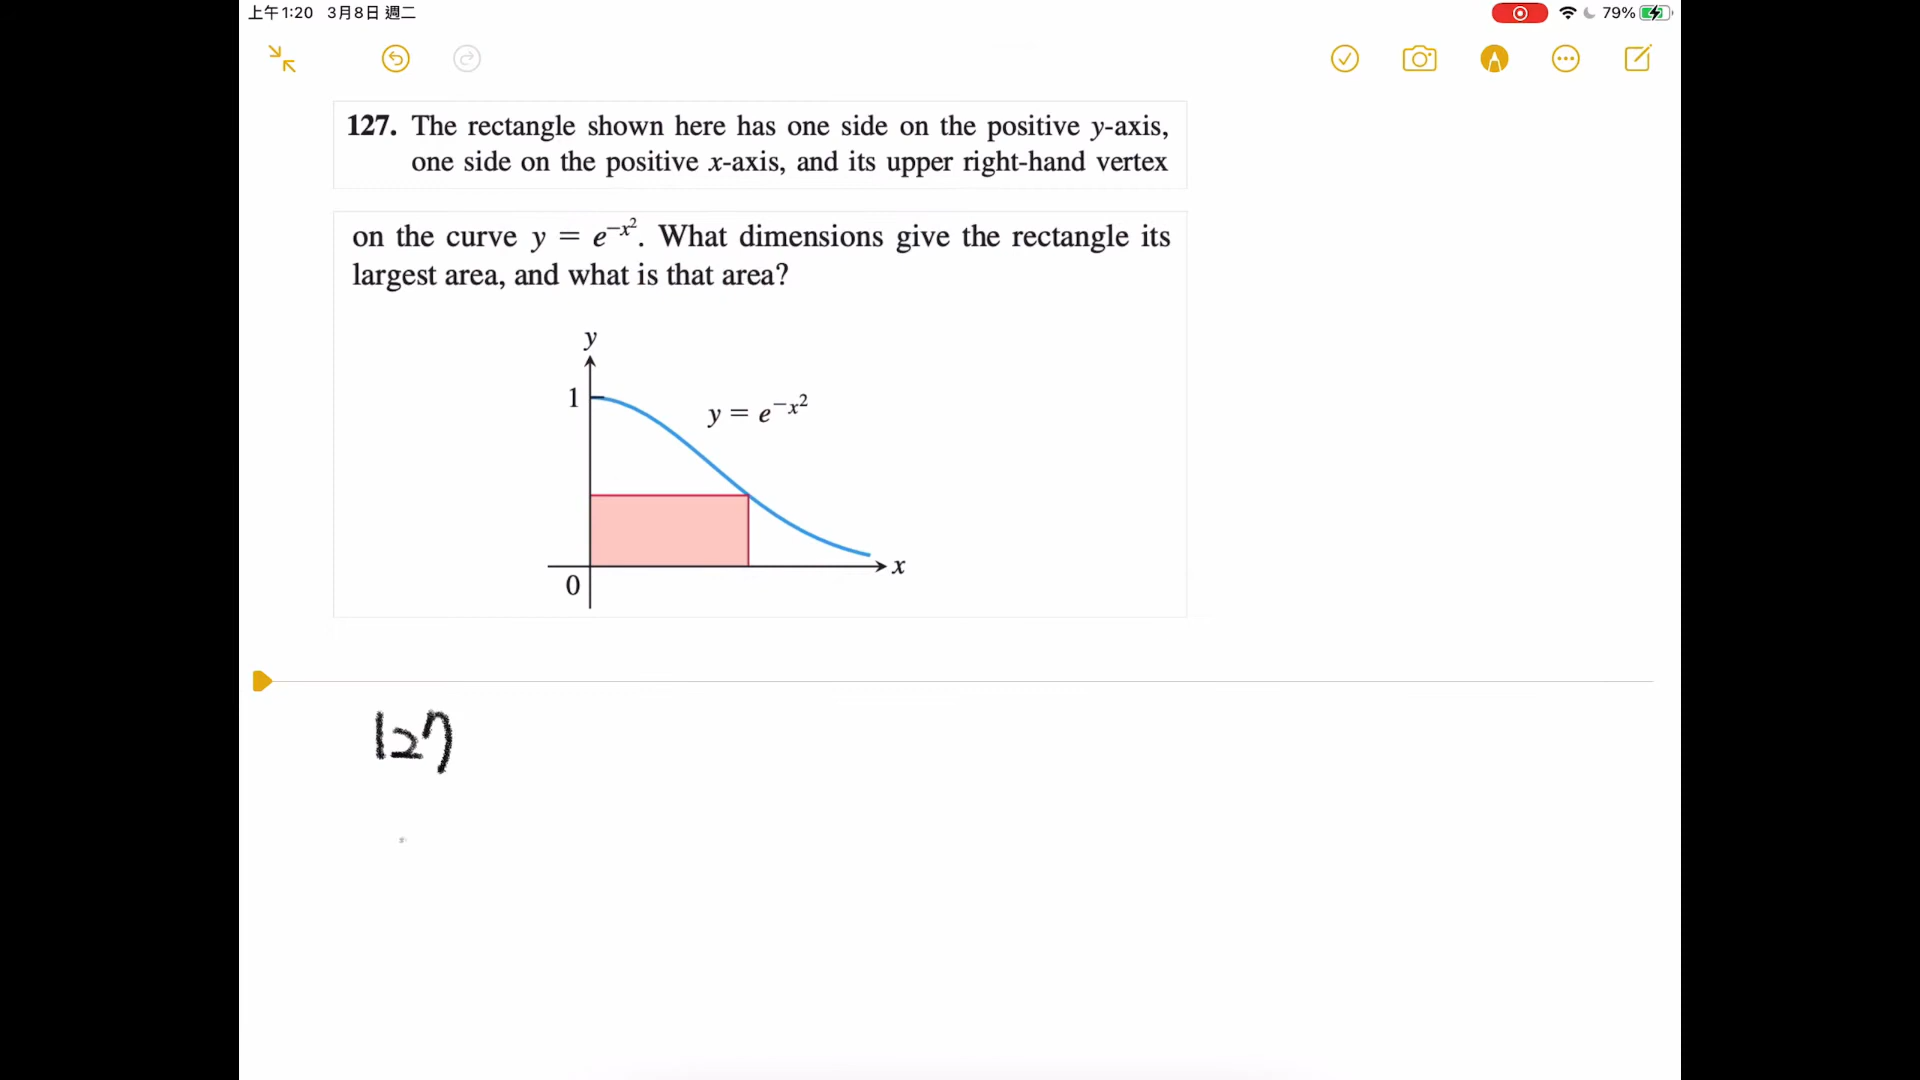 上午1:20 3月8日 週二
79%
127. The rectangle shown here has one side on the positive y-axis,
one side on the positive x-axis, and its upper right-hand vertex
on the curve y = e^{-x^2}. What dimensions give the rectangle its
largest area, and what is that area?
y
1
y = e^{-x^2}
x
0
127